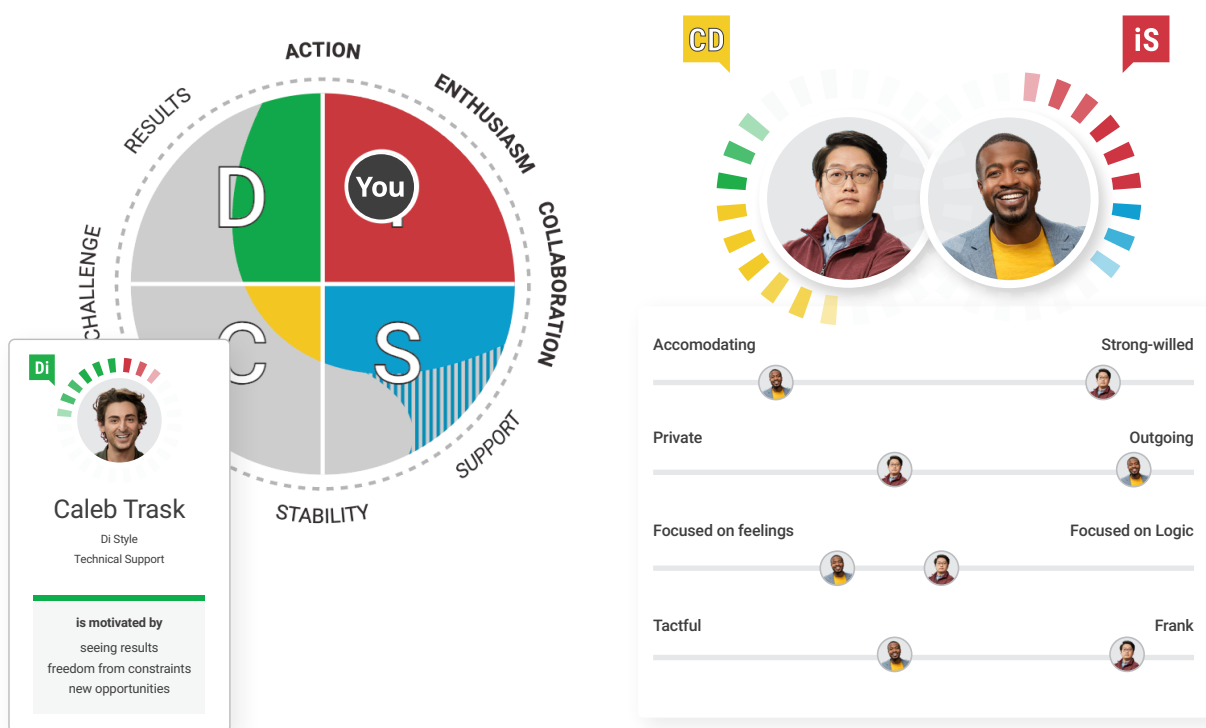 ACTION
ENTHUSIASM
COLLABORATION
SUPPORT
STABILITY
CHALLENGE
RESULTS
D
You
C
S
Di
Caleb Trask
Di Style
Technical Support
is motivated by
seeing results
freedom from constraints
new opportunities
CD
iS
Accomodating
Strong-willed
Private
Outgoing
Focused on feelings
Focused on Logic
Tactful
Frank